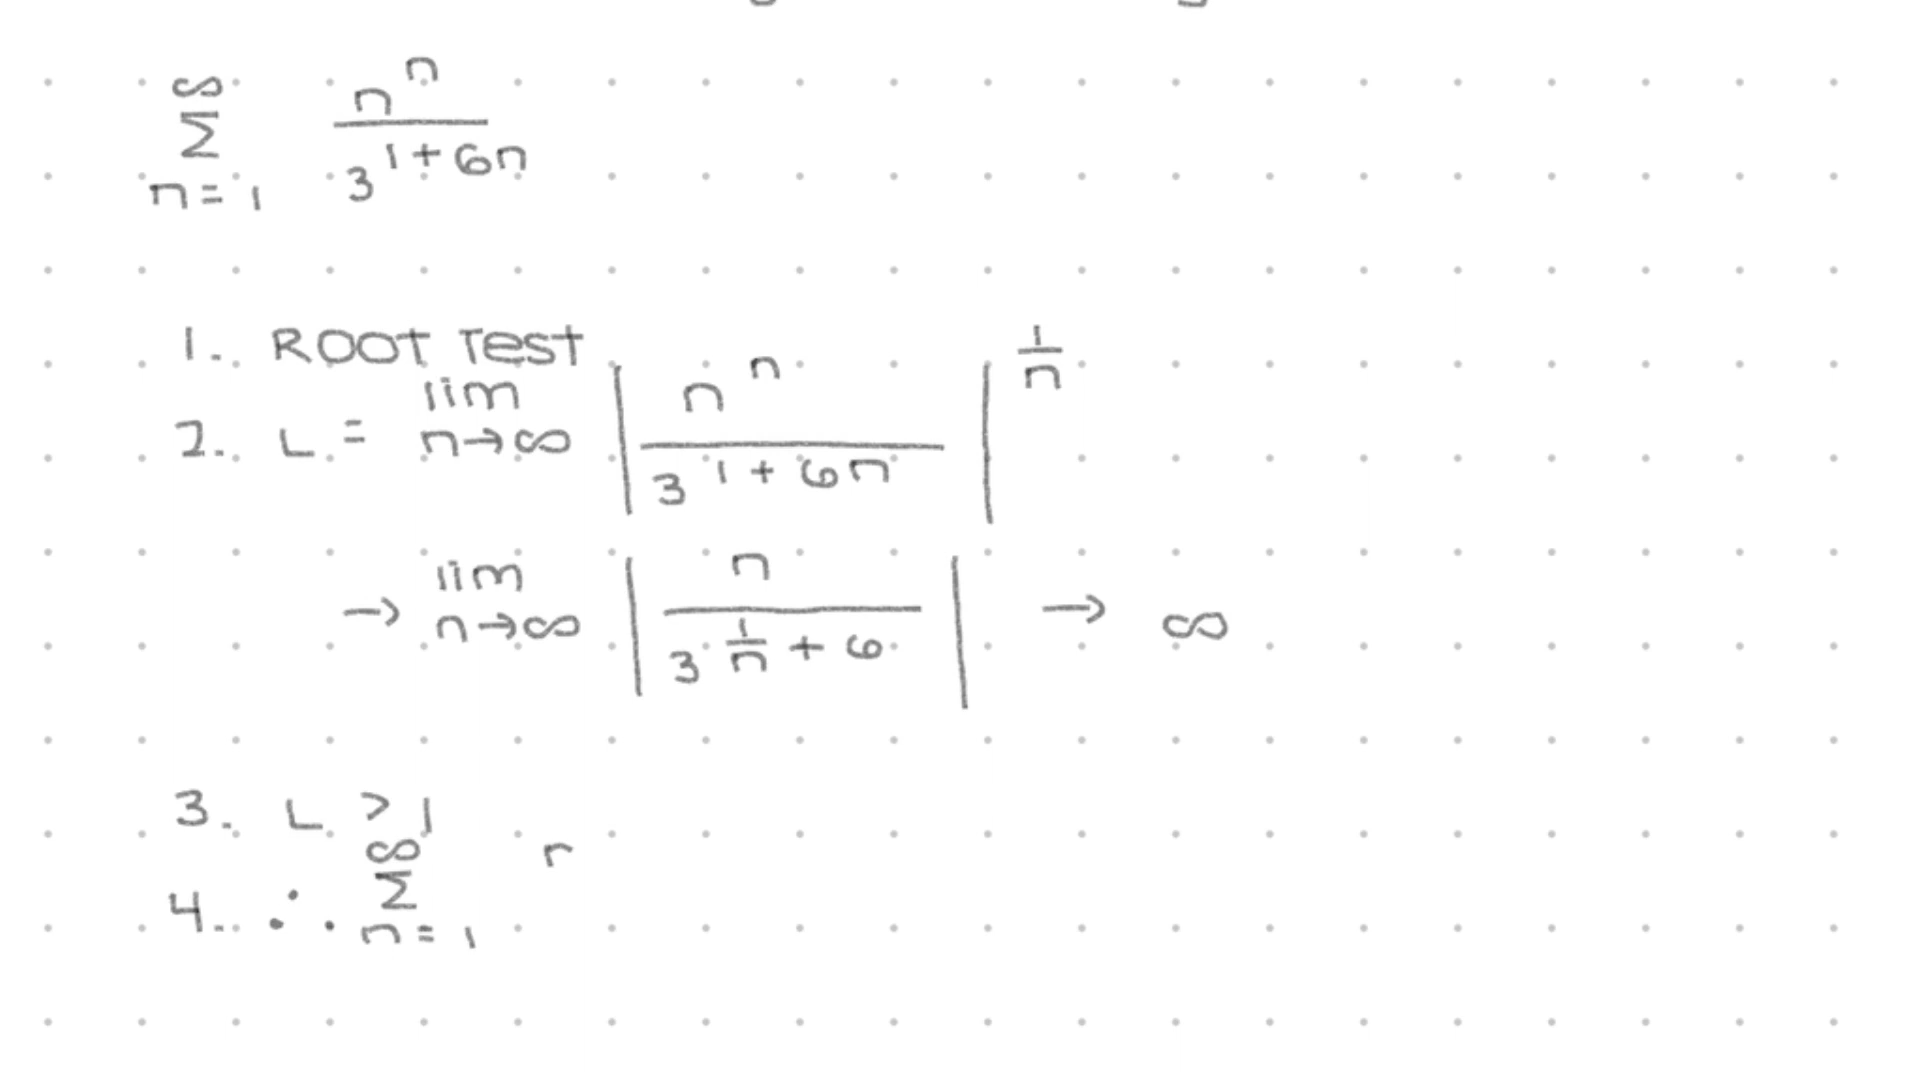 ∞
Σ n^n / 3^(1+6n)
n=1
1. Root Test
2. L = lim n→∞ | n^n / 3^(1+6n) |^(1/n)
→ lim n→∞ | n / 3^(1/n + 6) | → ∞
3. L > 1
4. ∴ ∞ Σ n=1